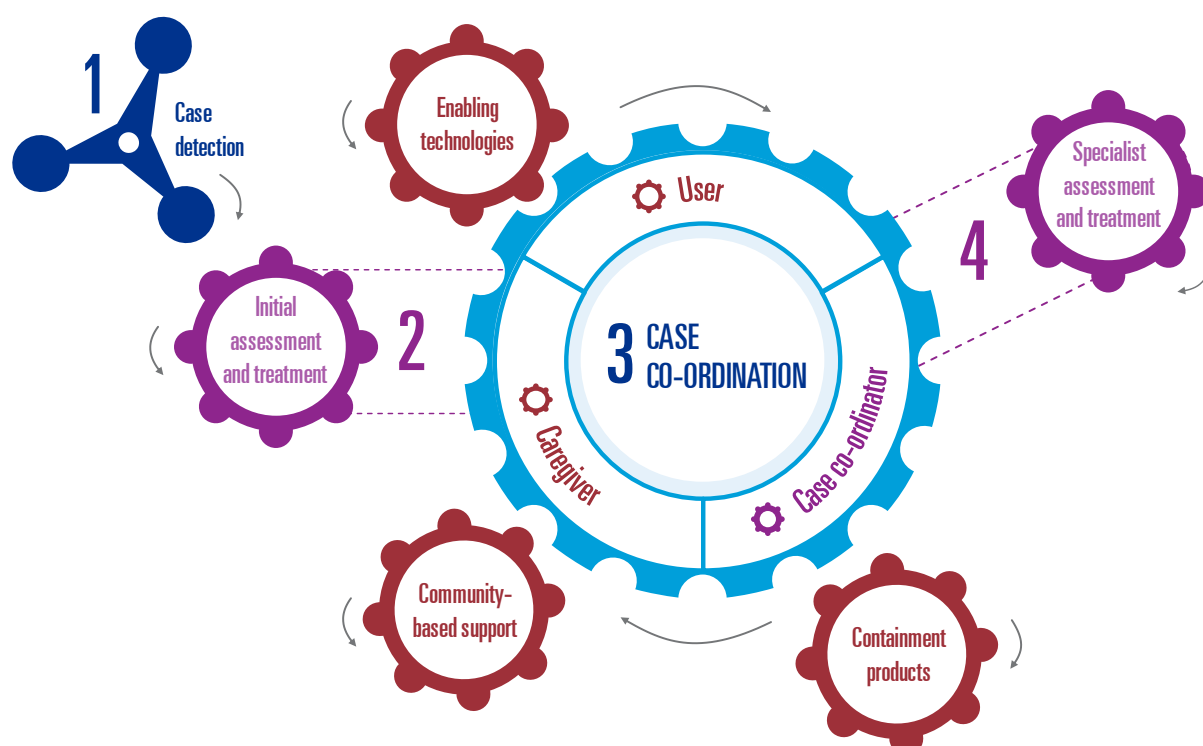 1
Case
detection
Enabling
technologies
User
Specialist
assessment
and treatment
4
Initial
assessment
and treatment
2
3 CASE
CO-ORDINATION
Caregiver
Case co-ordinator
Community-
based support
Containment
products